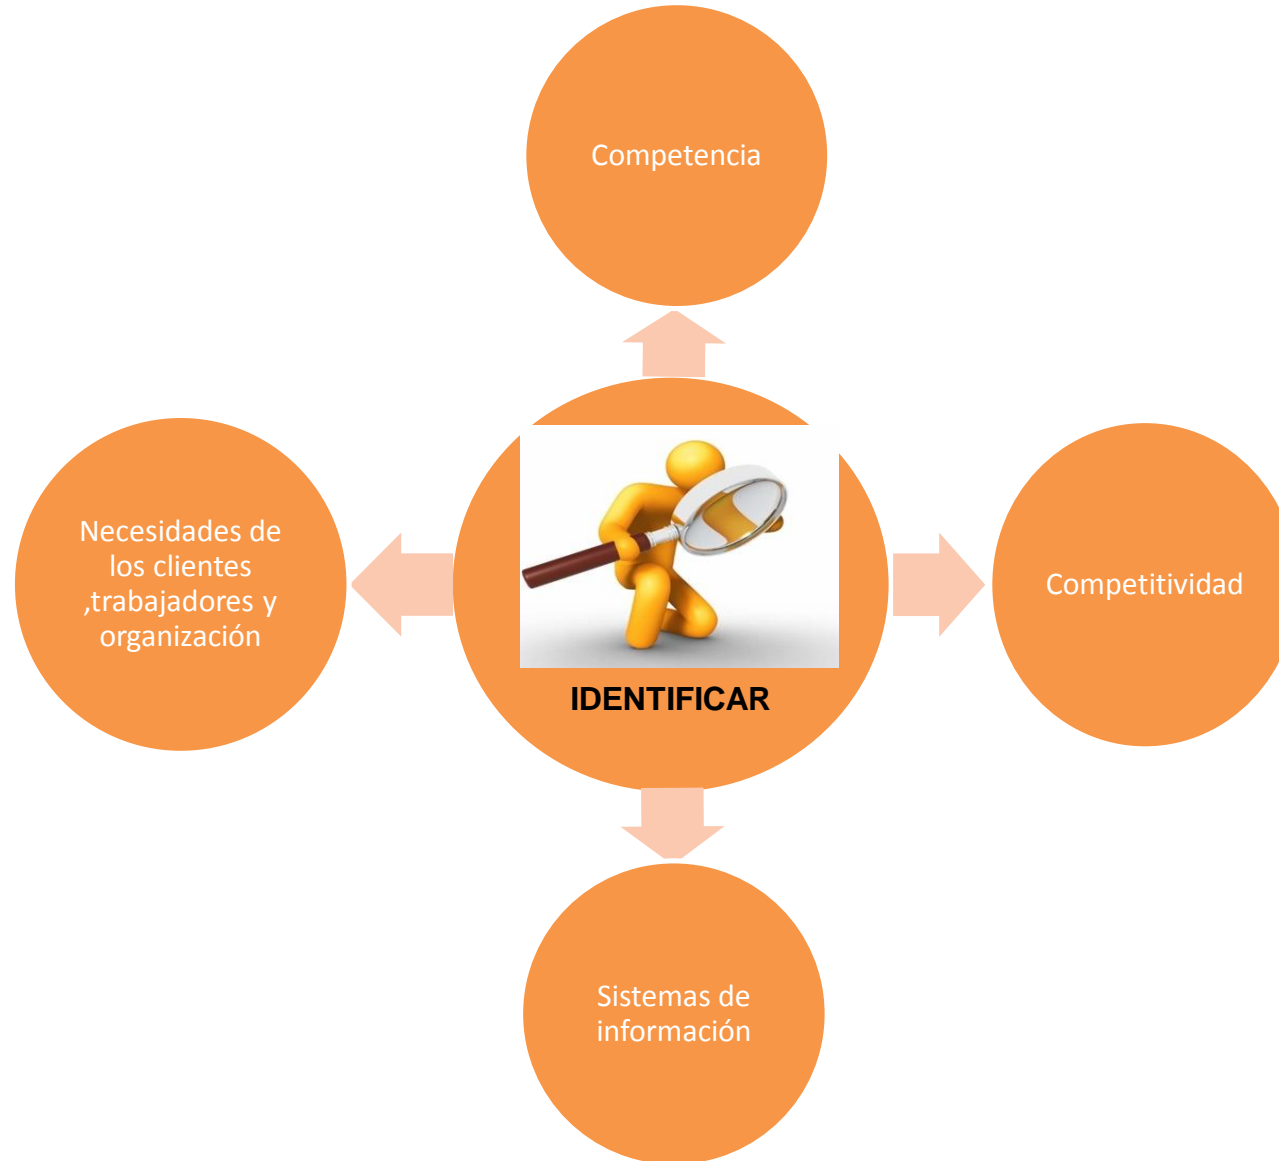 Competencia
Necesidades de
los clientes
,trabajadores y
organización
IDENTIFICAR
Competitividad
Sistemas de
información